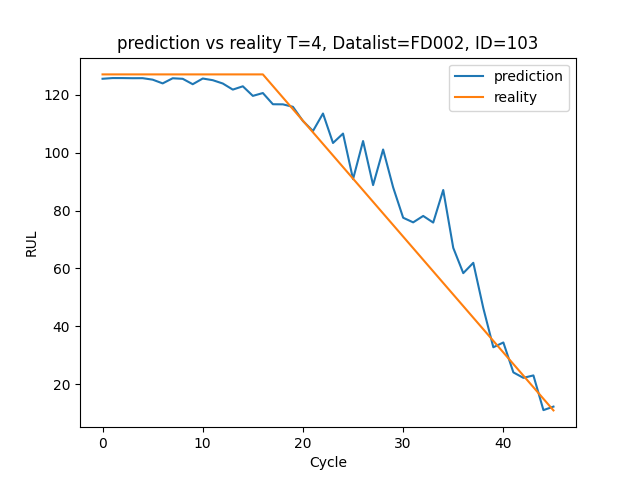 prediction vs reality T=4, Datalist=FD002, ID=103
prediction
reality
120
100
80
60
40
20
RUL
0 10 20 30 40
Cycle